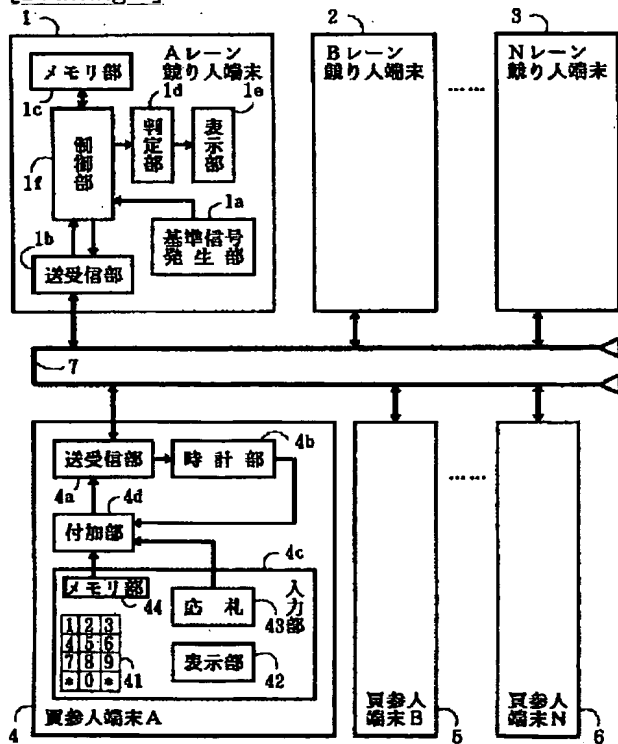 1
2
3
Aレーン
競り人端末
Bレーン
競り人端末
Nレーン
競り人端末
……
メモリ部
1c
1d
1e
制御部
判定部
表示部
1f
1a
基準信号
発生部
1b
送受信部
7
送受信部
時計部
4b
4a
4d
付加部
4c
メモリ部
44
応札
43
入力部
1 2 3
4 5 6
7 8 9
* 0 *
41
表示部
42
……
4
買参人端末A
買参人
端末B
5
買参人
端末N
6